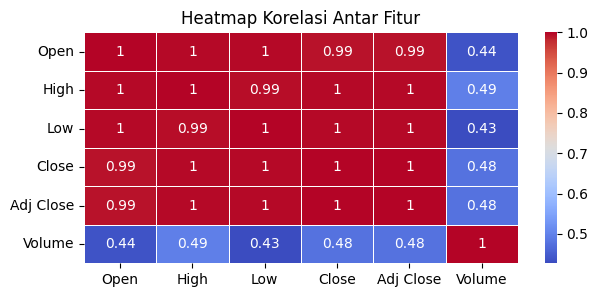 Heatmap Korelasi Antar Fitur
Open 1 1 1 0.99 0.99 0.44
High 1 1 0.99 1 1 0.49
Low 1 0.99 1 1 1 0.43
Close 0.99 1 1 1 1 0.48
Adj Close 0.99 1 1 1 1 0.48
Volume 0.44 0.49 0.43 0.48 0.48 1
Open High Low Close Adj Close Volume
1.0
0.9
0.8
0.7
0.6
0.5